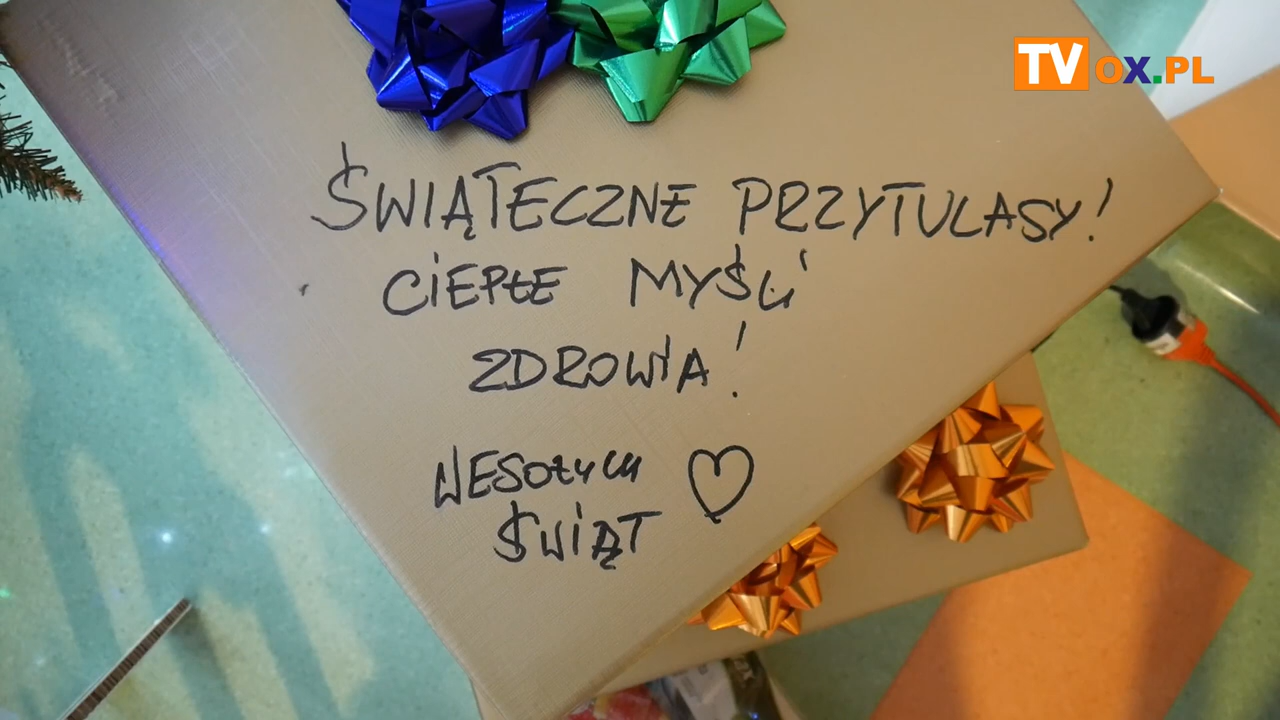 TVOX.PL
ŚWIĄTECZNE PRZYTULASY!
CIEPŁE MYŚLI
ZDROWIA!
WESOŁYCH
ŚWIĄT